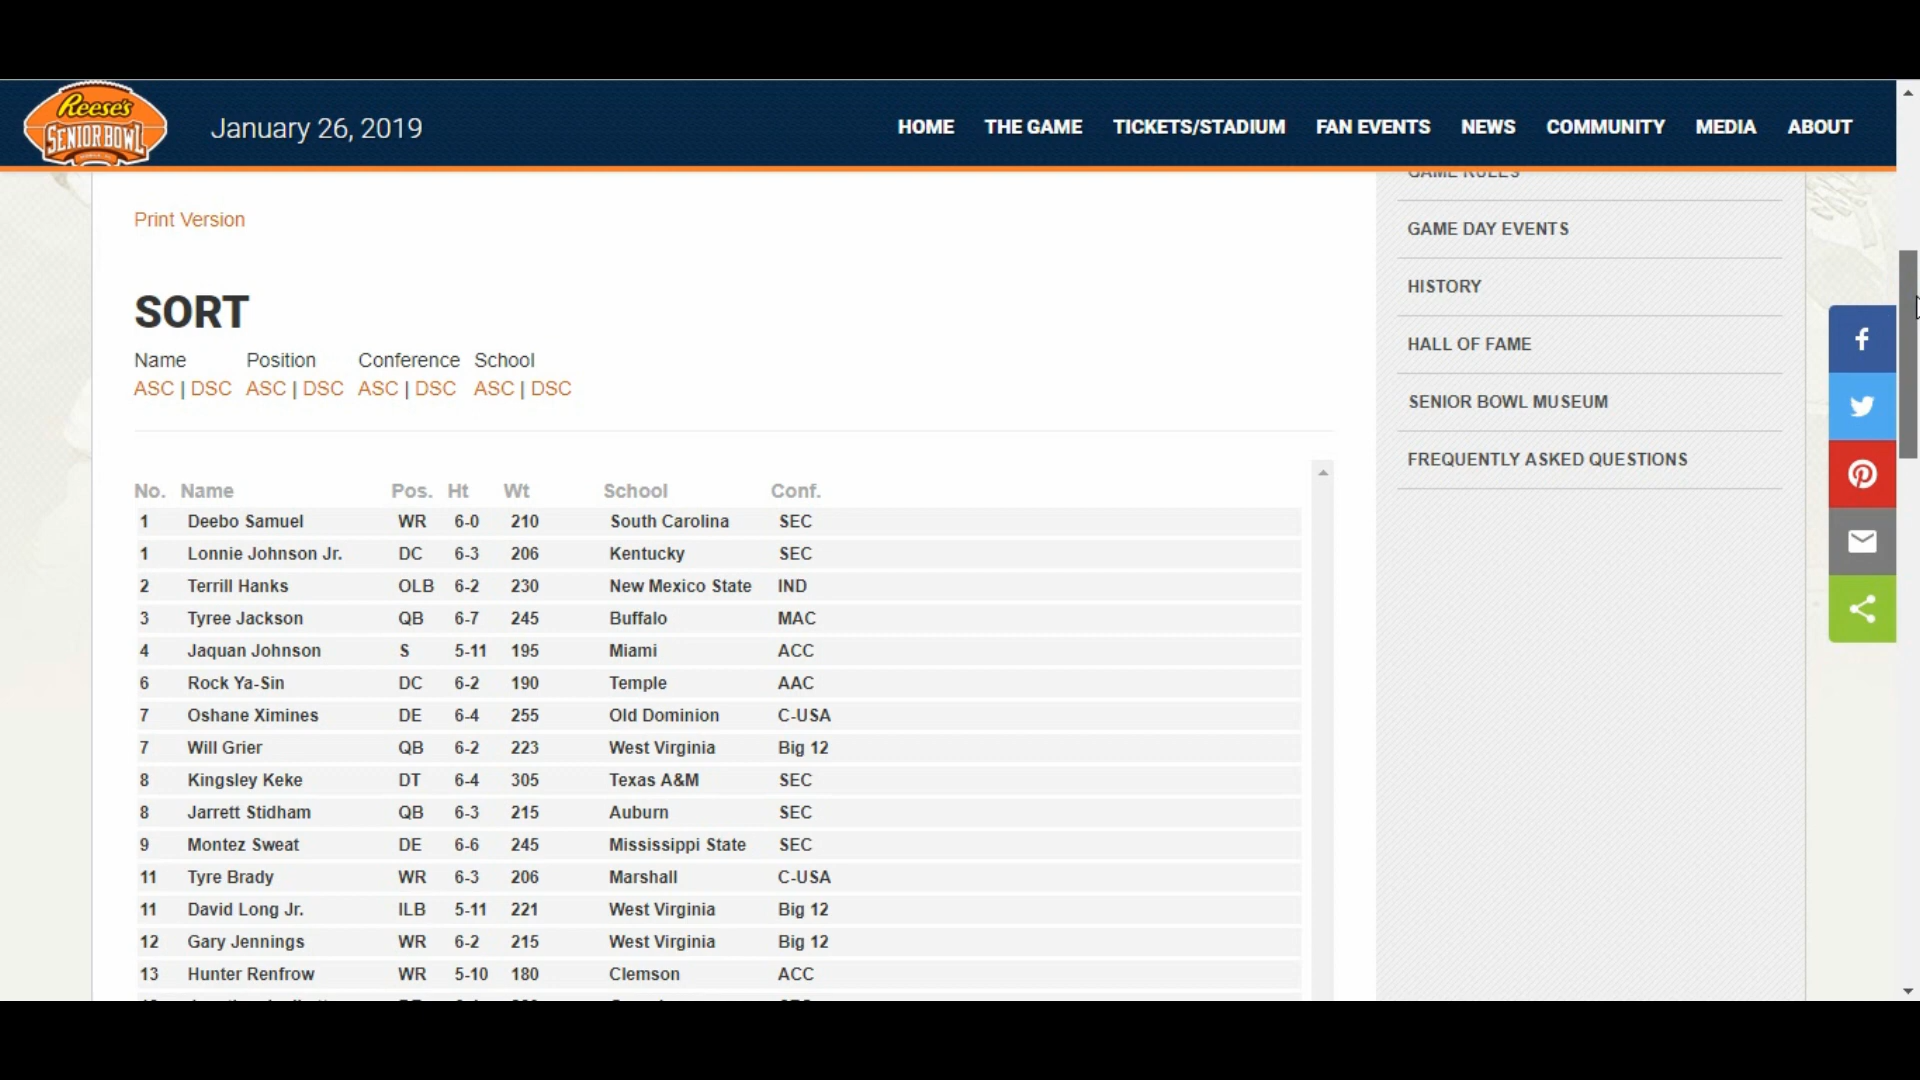 Reese's
SENIOR BOWL
January 26, 2019
HOME THE GAME TICKETS/STADIUM FAN EVENTS NEWS COMMUNITY MEDIA ABOUT
GAME RULES
Print Version
GAME DAY EVENTS
HISTORY
SORT
HALL OF FAME
Name Position Conference School
ASC | DSC ASC | DSC ASC | DSC ASC | DSC
SENIOR BOWL MUSEUM
FREQUENTLY ASKED QUESTIONS
No. Name Pos. Ht Wt School Conf.
1 Deebo Samuel WR 6-0 210 South Carolina SEC
1 Lonnie Johnson Jr. DC 6-3 206 Kentucky SEC
2 Terrill Hanks OLB 6-2 230 New Mexico State IND
3 Tyree Jackson QB 6-7 245 Buffalo MAC
4 Jaquan Johnson S 5-11 195 Miami ACC
6 Rock Ya-Sin DC 6-2 190 Temple AAC
7 Oshane Ximines DE 6-4 255 Old Dominion C-USA
7 Will Grier QB 6-2 223 West Virginia Big 12
8 Kingsley Keke DT 6-4 305 Texas A&M SEC
8 Jarrett Stidham QB 6-3 215 Auburn SEC
9 Montez Sweat DE 6-6 245 Mississippi State SEC
11 Tyre Brady WR 6-3 206 Marshall C-USA
11 David Long Jr. ILB 5-11 221 West Virginia Big 12
12 Gary Jennings WR 6-2 215 West Virginia Big 12
13 Hunter Renfrow WR 5-10 180 Clemson ACC